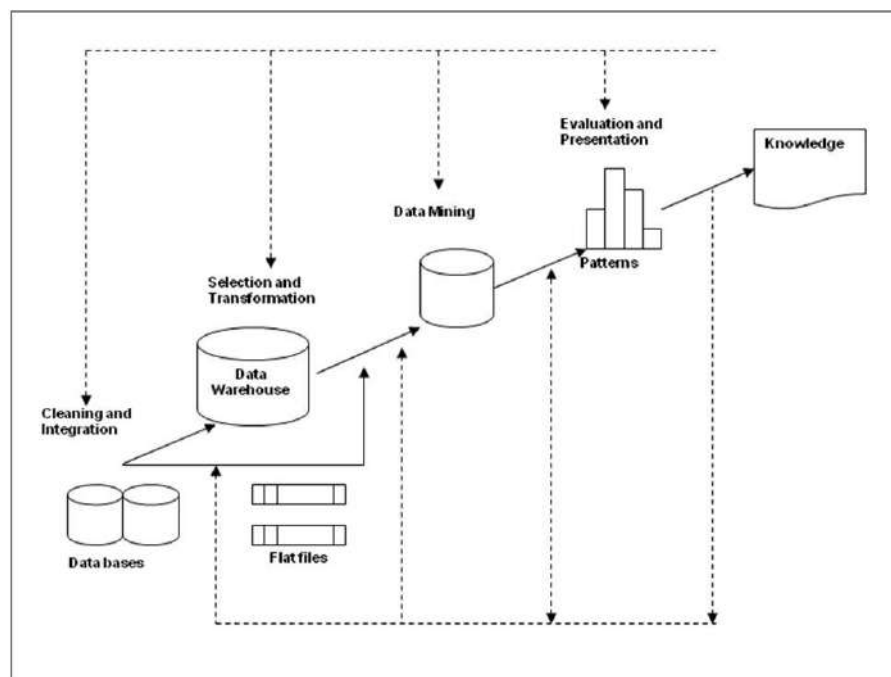 Evaluation and
Presentation
Knowledge
Data Mining
Patterns
Selection and
Transformation
Data
Warehouse
Cleaning and
Integration
Data bases
Flat files